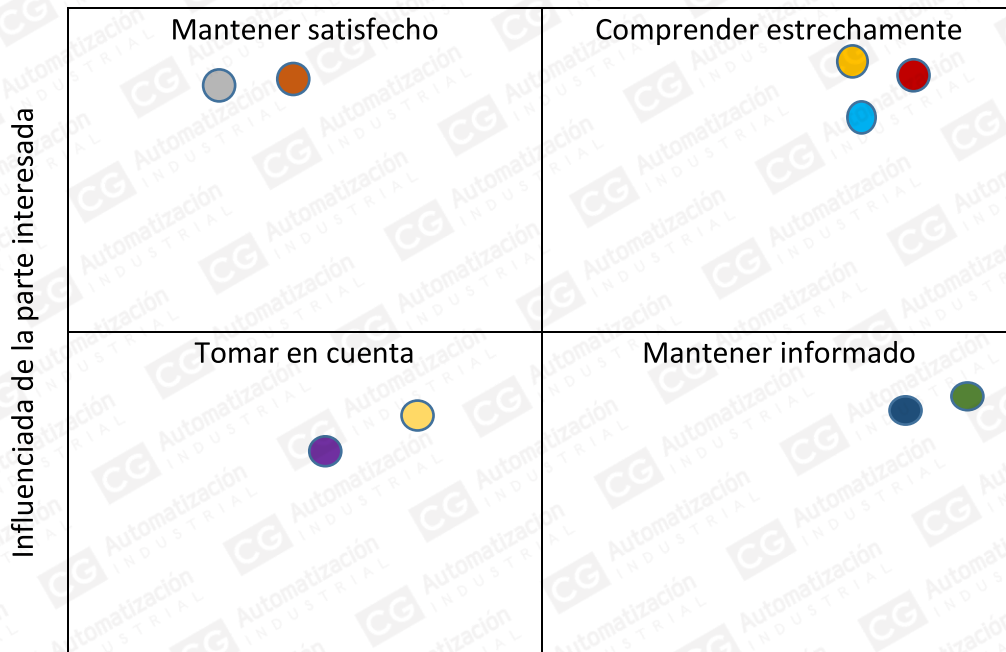 Mantener satisfecho
Comprender estrechamente
Influenciada de la parte interesada
Tomar en cuenta
Mantener informado
CG Automatización
INDUSTRIAL